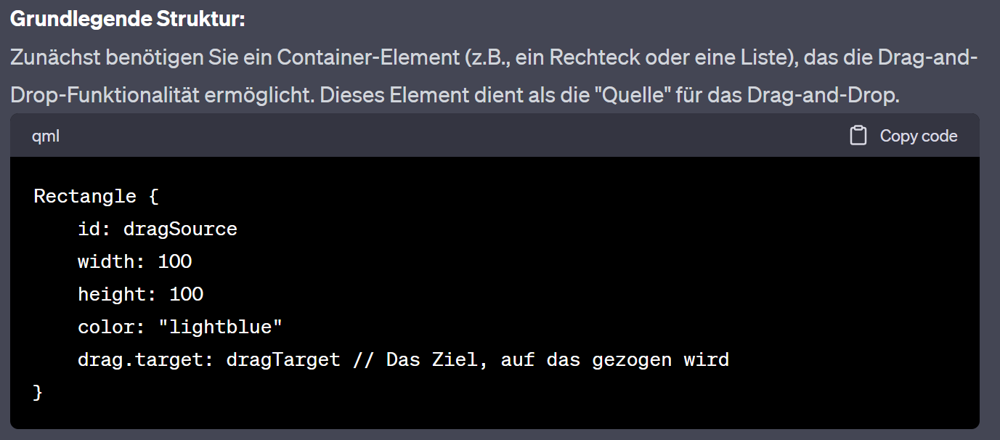 Grundlegende Struktur:
Zunächst benötigen Sie ein Container-Element (z.B., ein Rechteck oder eine Liste), das die Drag-and-
Drop-Funktionalität ermöglicht. Dieses Element dient als die "Quelle" für das Drag-and-Drop.
qml
Copy code
Rectangle {
    id: dragSource
    width: 100
    height: 100
    color: "lightblue"
    drag.target: dragTarget // Das Ziel, auf das gezogen wird
}